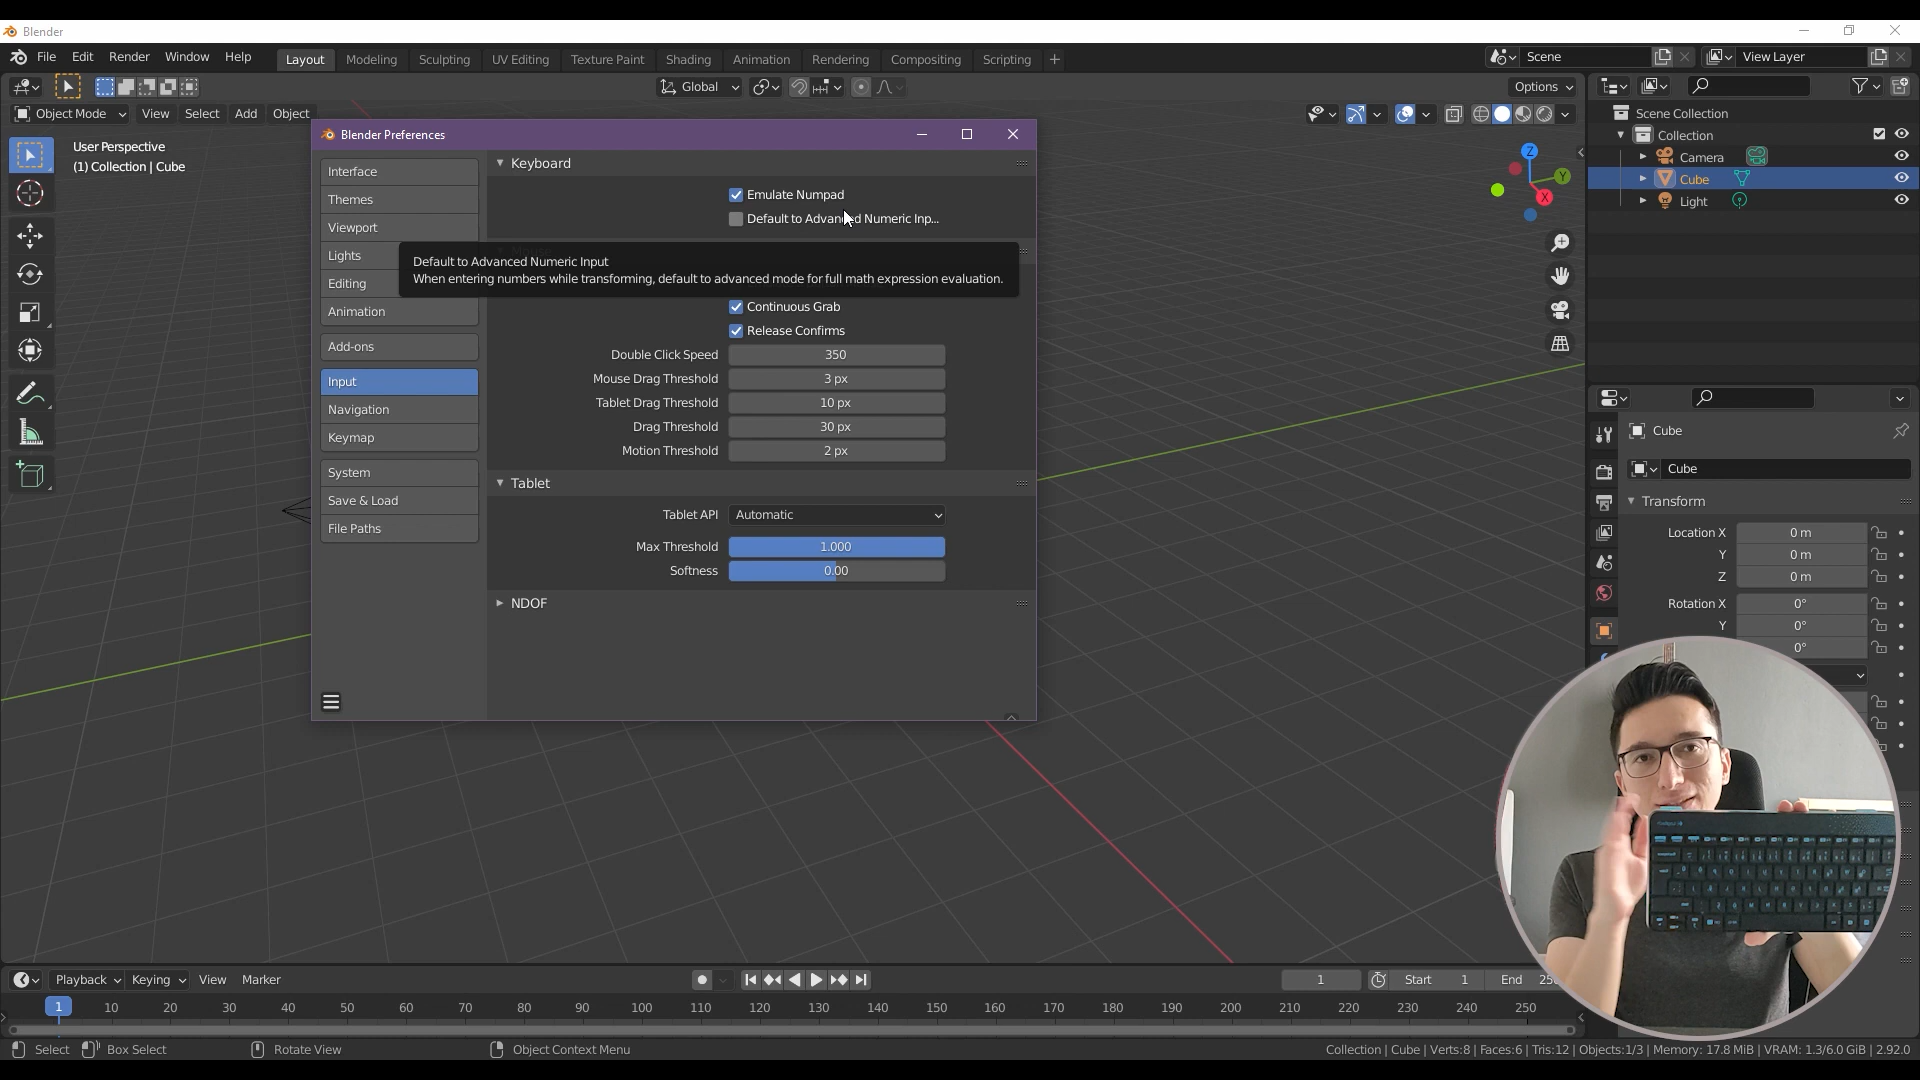 Blender
File Edit Render Window Help Layout Modeling Sculpting UV Editing Texture Paint Shading Animation Rendering Compositing Scripting + Scene View Layer
Global Options
Object Mode View Select Add Object
User Perspective
(1) Collection | Cube
Z
Y
X
Blender Preferences
Interface
Themes
Viewport
Lights
Editing
Animation
Add-ons
Input
Navigation
Keymap
System
Save & Load
File Paths
Keyboard
Emulate Numpad
Default to Advanced Numeric Inp...
Default to Advanced Numeric Input
When entering numbers while transforming, default to advanced mode for full math expression evaluation.
Continuous Grab
Release Confirms
Double Click Speed 350
Mouse Drag Threshold 3 px
Tablet Drag Threshold 10 px
Drag Threshold 30 px
Motion Threshold 2 px
Tablet
Tablet API Automatic
Max Threshold 1.000
Softness 0.00
NDOF
Scene Collection
Collection
Camera
Cube
Light
Cube
Cube
Transform
Location X 0 m
Y 0 m
Z 0 m
Rotation X 0°
Y 0°
0°
Playback Keying View Marker 1 Start 1 End
1 10 20 30 40 50 60 70 80 90 100 110 120 130 140 150 160 170 180 190 200 210 220 230 240 250
Select Box Select Rotate View Object Context Menu Collection | Cube | Verts:8 | Faces:6 | Tris:12 | Objects:1/3 | Memory: 17.8 MiB | VRAM: 1.3/6.0 GiB | 2.92.0